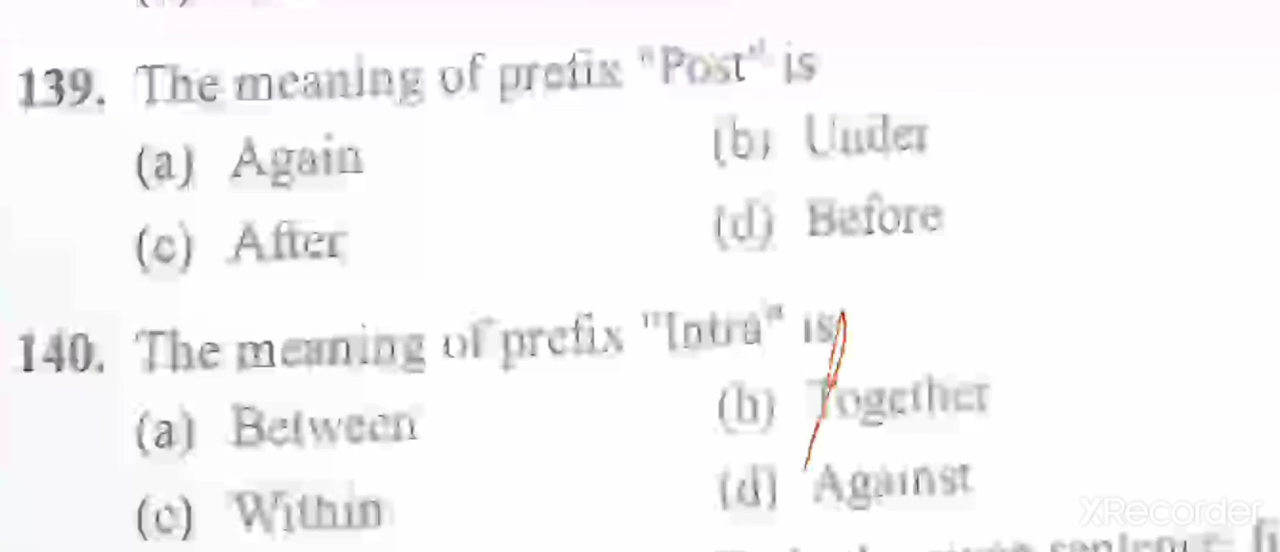 139. The meaning of prefix "Post" is
(a) Again (b) Under
(c) After (d) Before
140. The meaning of prefix "Intra" is
(a) Between (b) Together
(c) Within (d) Against
XRecorder